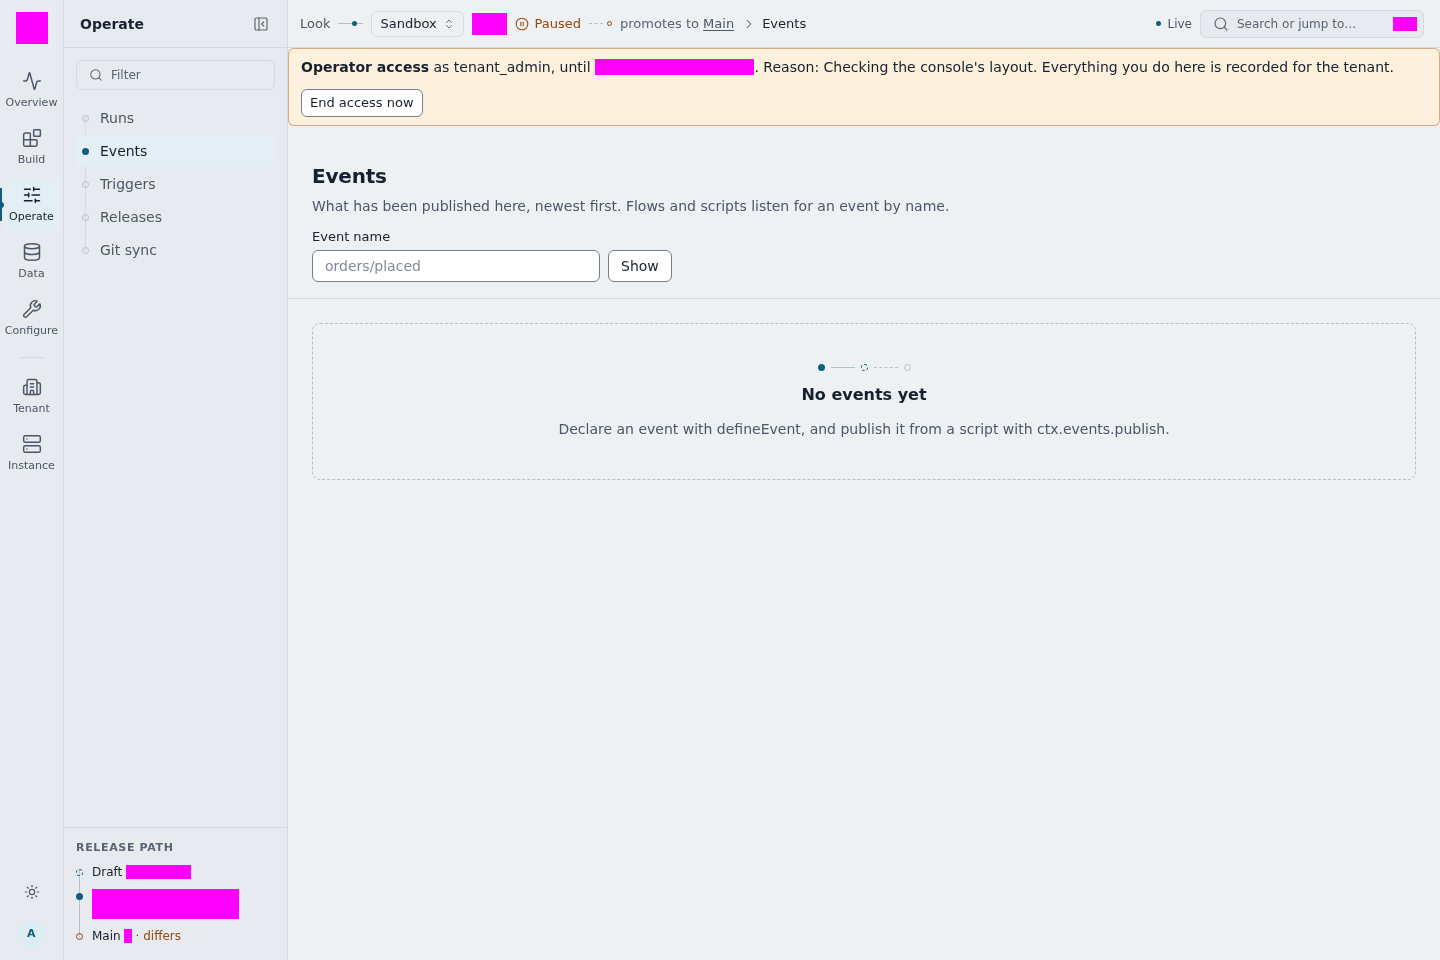 Operate
Look
Sandbox
Paused
promotes to Main
Events
Live
Search or jump to...
Operator access as tenant_admin, until . Reason: Checking the console's layout. Everything you do here is recorded for the tenant.
End access now
Overview
Build
Operate
Data
Configure
Tenant
Instance
A
Filter
Runs
Events
Triggers
Releases
Git sync
RELEASE PATH
Draft
Main · differs
Events
What has been published here, newest first. Flows and scripts listen for an event by name.
Event name
orders/placed
Show
No events yet
Declare an event with defineEvent, and publish it from a script with ctx.events.publish.